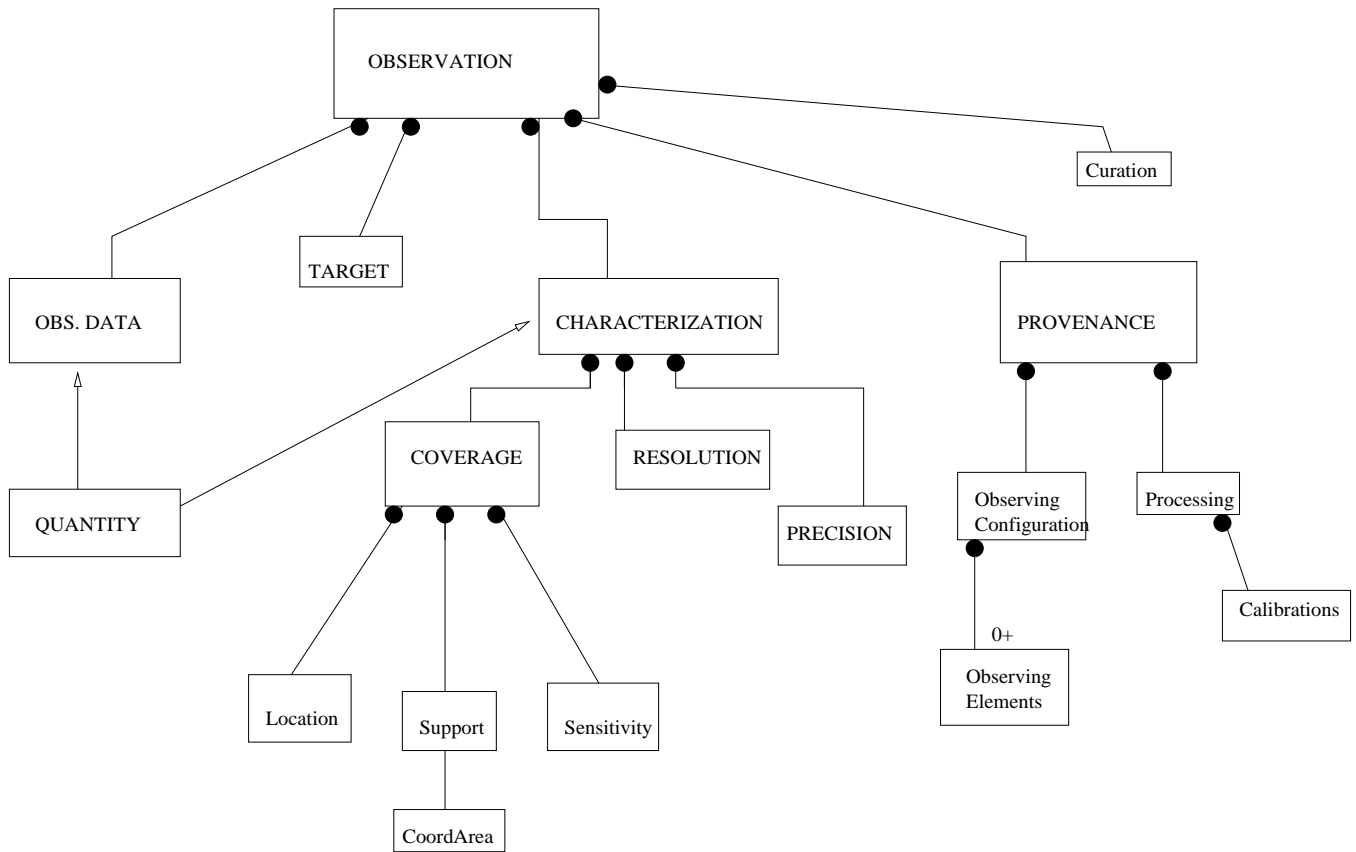 OBSERVATION
Curation
TARGET
OBS. DATA
CHARACTERIZATION
PROVENANCE
COVERAGE
RESOLUTION
QUANTITY
PRECISION
Observing
Configuration
Processing
Calibrations
0+
Observing
Elements
Location
Support
Sensitivity
CoordArea